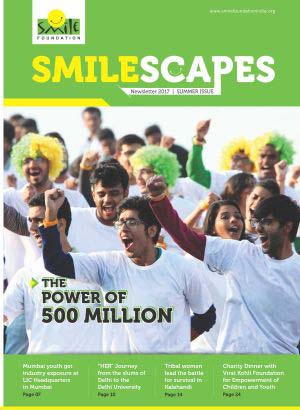 www.smilefoundationindia.org
Smile
FOUNDATION
SMILESCAPES
Newsletter 2017 | SUMMER ISSUE
THE
POWER OF
500 MILLION
Mumbai youth get
industry exposure at
LIC Headquarters
in Mumbai
Page 07
"HER" Journey
from the slums of
Delhi to the
Delhi University
Page 10
Tribal women
lead the battle
for survival in
Kalahandi
Page 14
Charity Dinner with
Virat Kohli Foundation
for Empowerment of
Children and Youth
Page 24